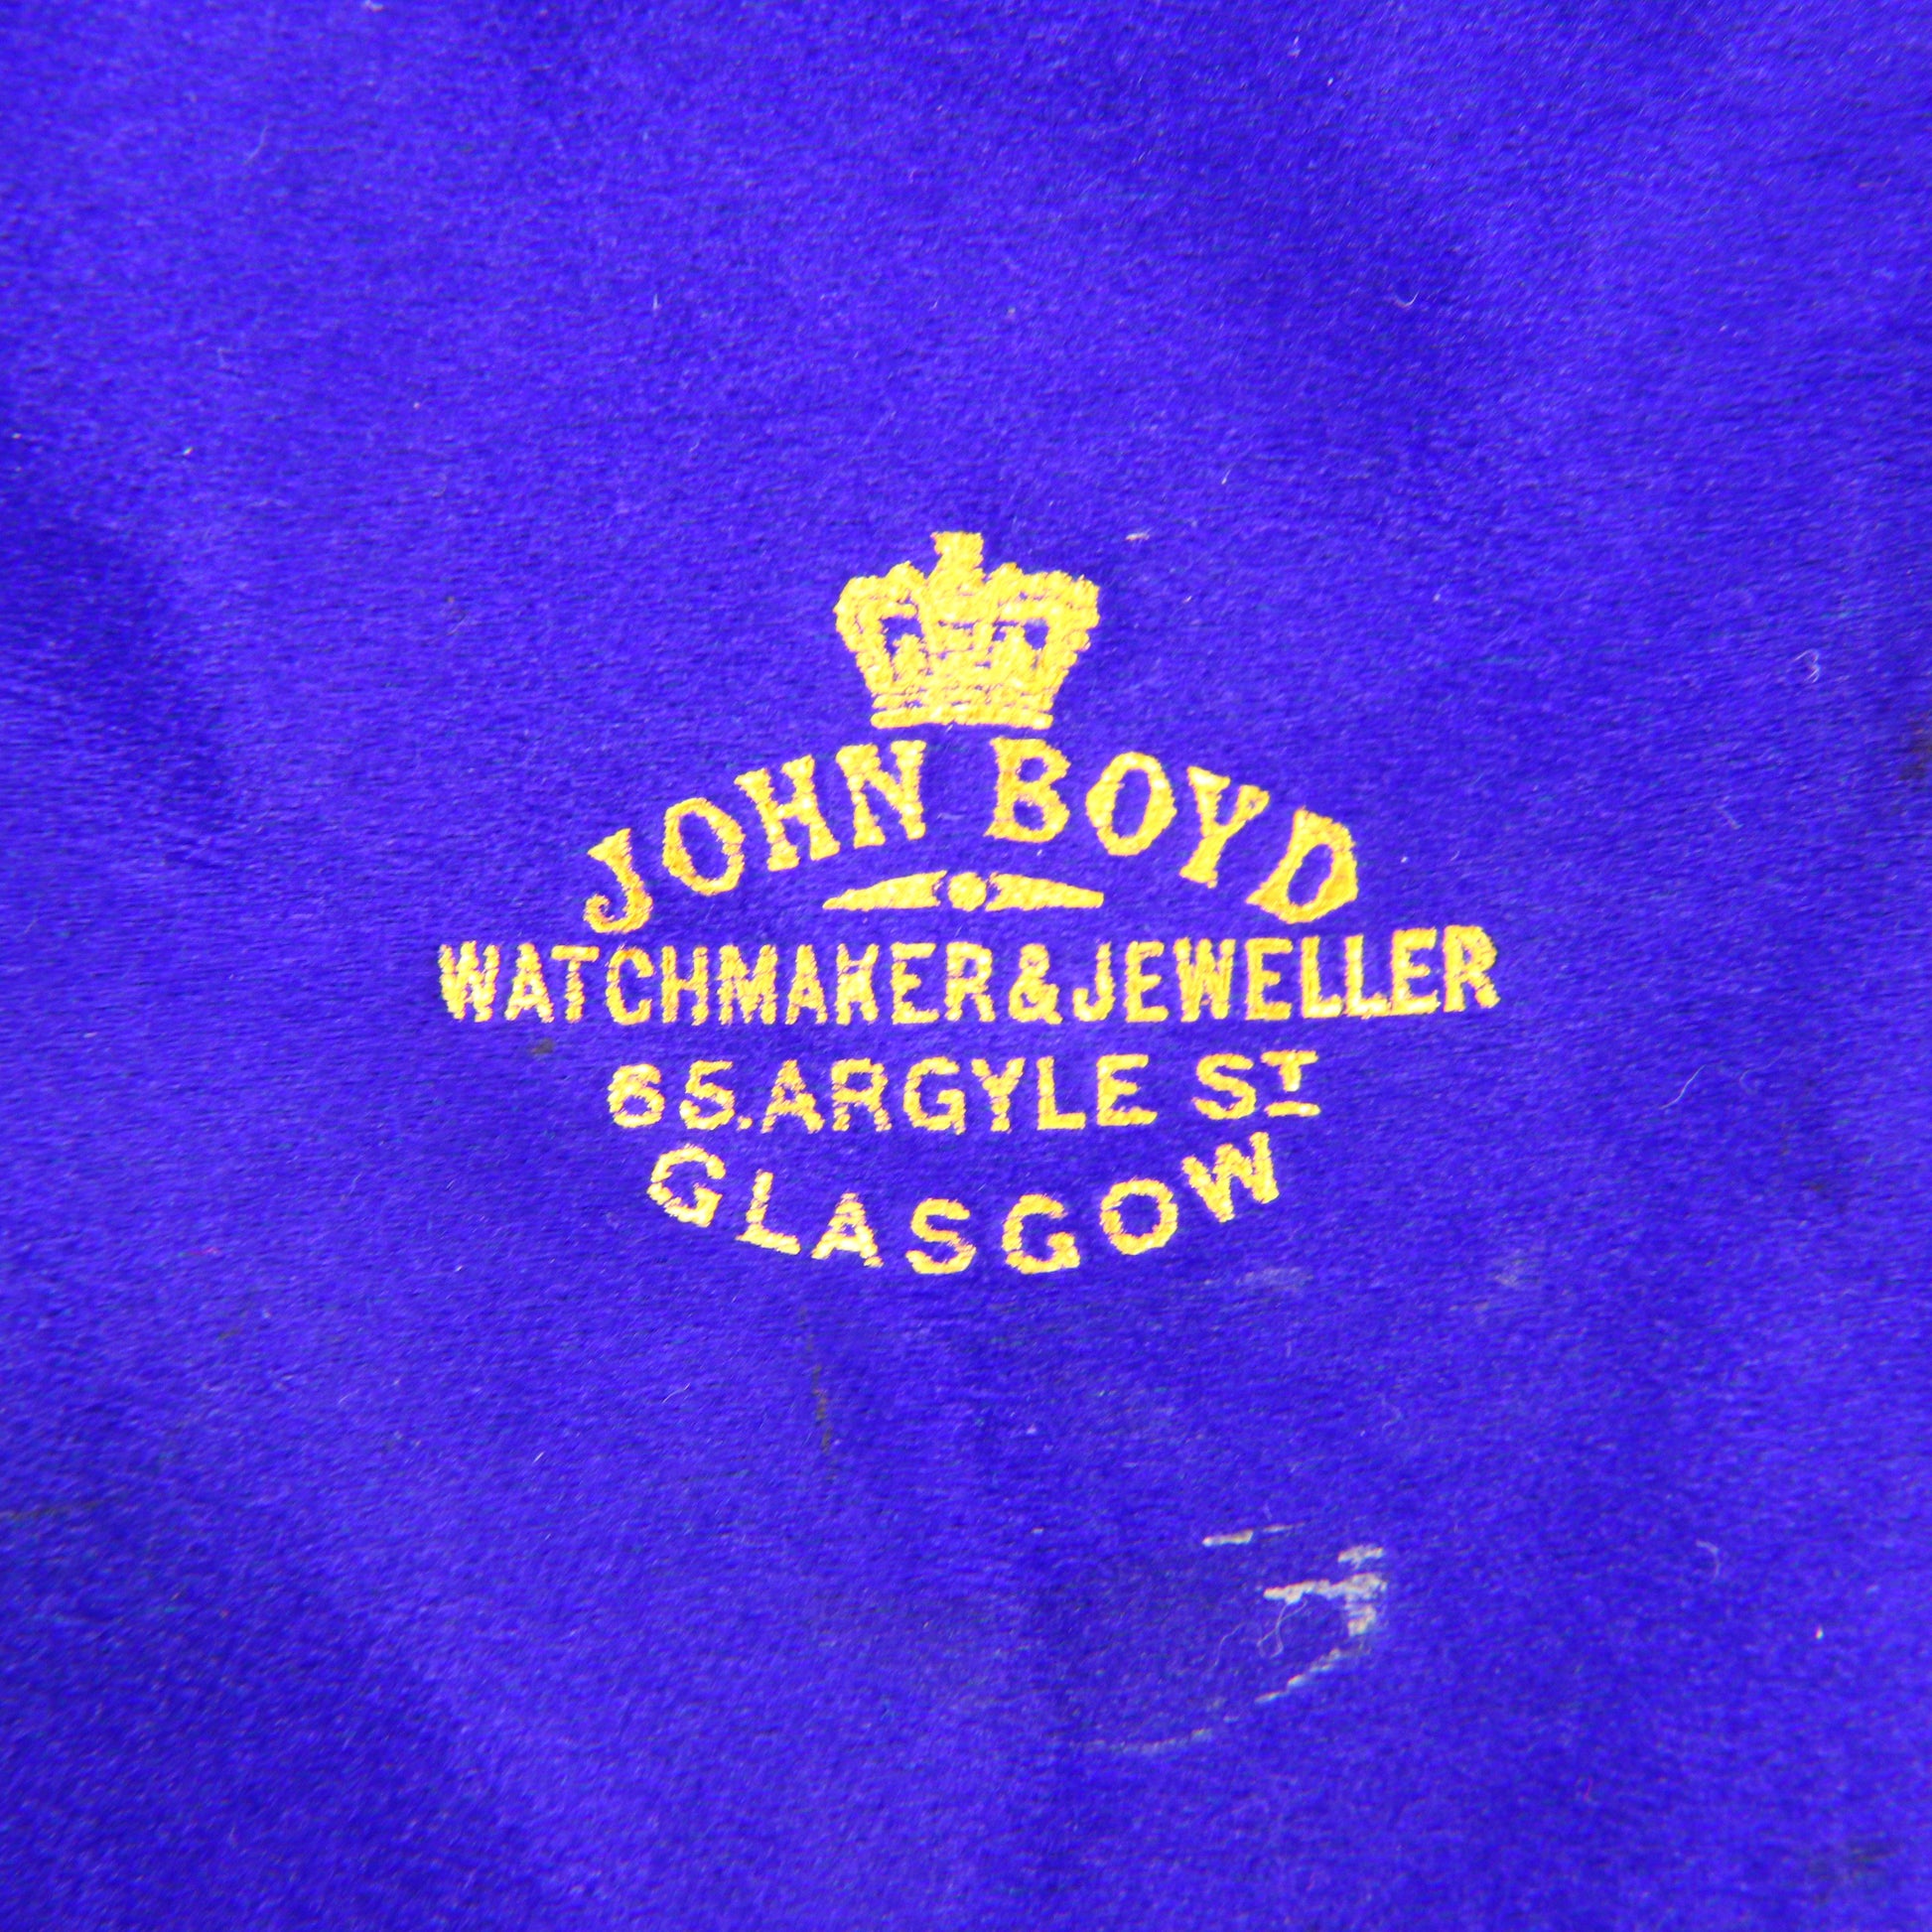 JOHN BOYD
WATCHMAKER & JEWELLER
65. ARGYLE ST
GLASGOW